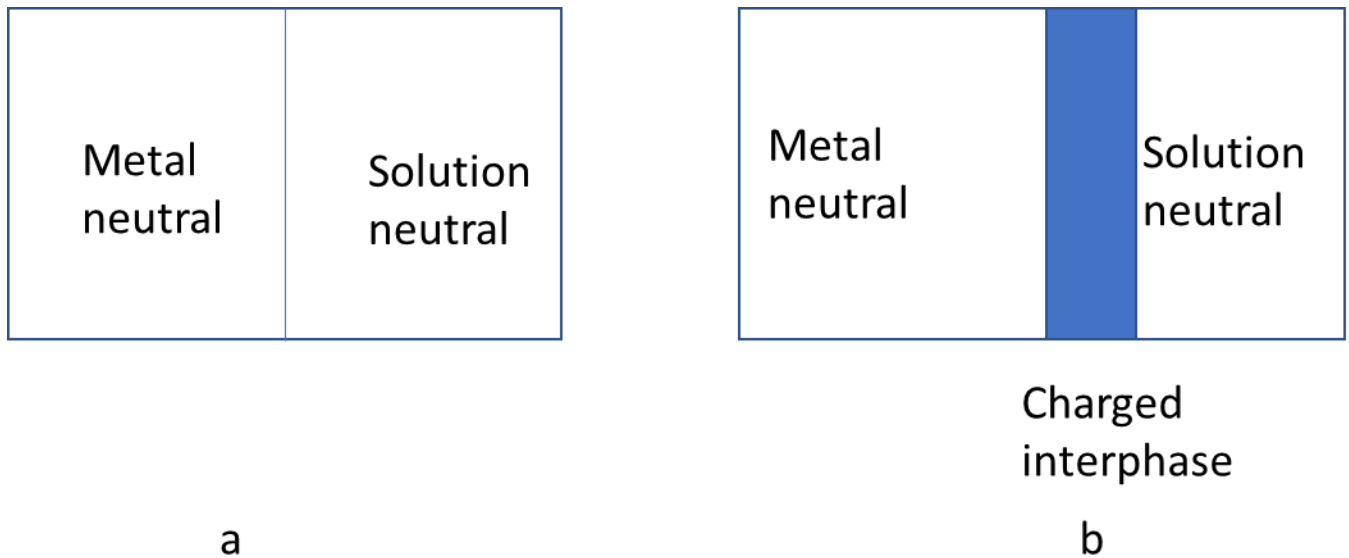 Metal
neutral
Solution
neutral
Metal
neutral
Solution
neutral
Charged
interphase
a
b